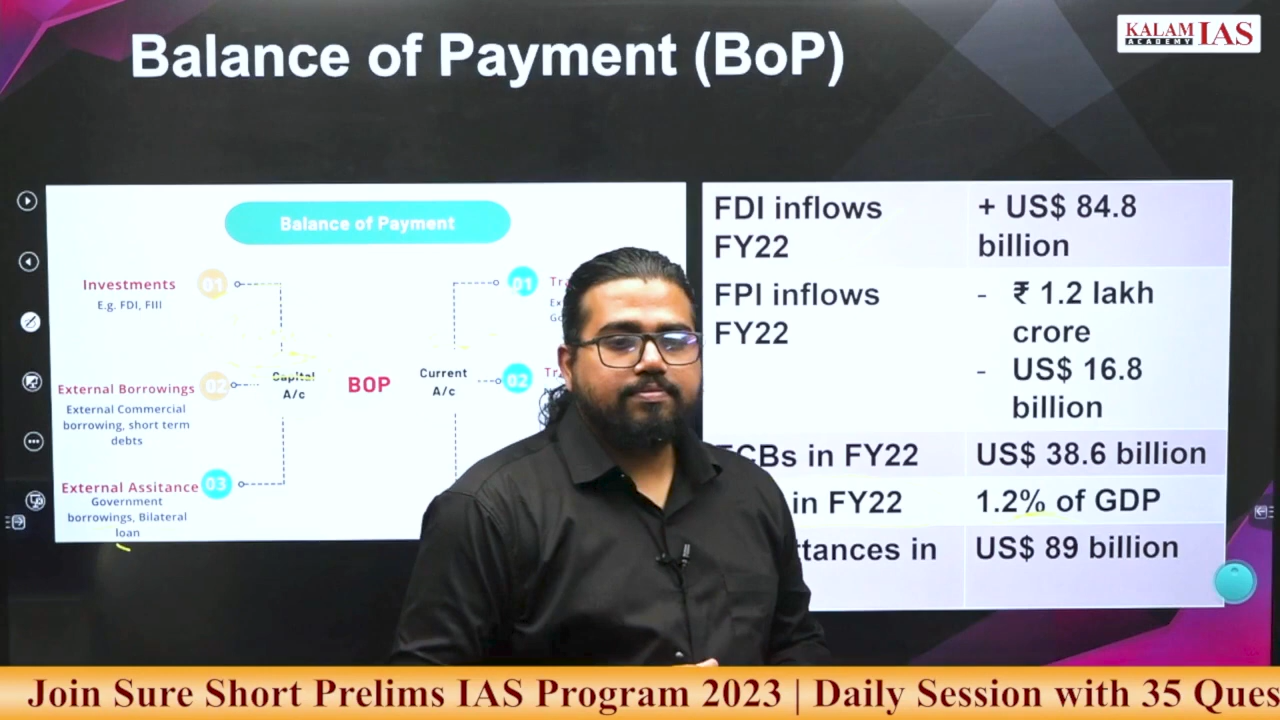 Balance of Payment (BoP)
KALAM
ACADEMY
IAS
Balance of Payment
Investments
01
E.g. FDI, FIII
External Borrowings
02
External Commercial
borrowing, short term
debts
External Assitance
03
Government
borrowings, Bilateral
loan
Capital
A/c
BOP
Current
A/c
01
02
FDI inflows
FY22
+ US$ 84.8
billion
FPI inflows
FY22
- ₹ 1.2 lakh
crore
- US$ 16.8
billion
in FY22
US$ 38.6 billion
in FY22
1.2% of GDP
in
US$ 89 billion
Join Sure Short Prelims IAS Program 2023 | Daily Session with 35